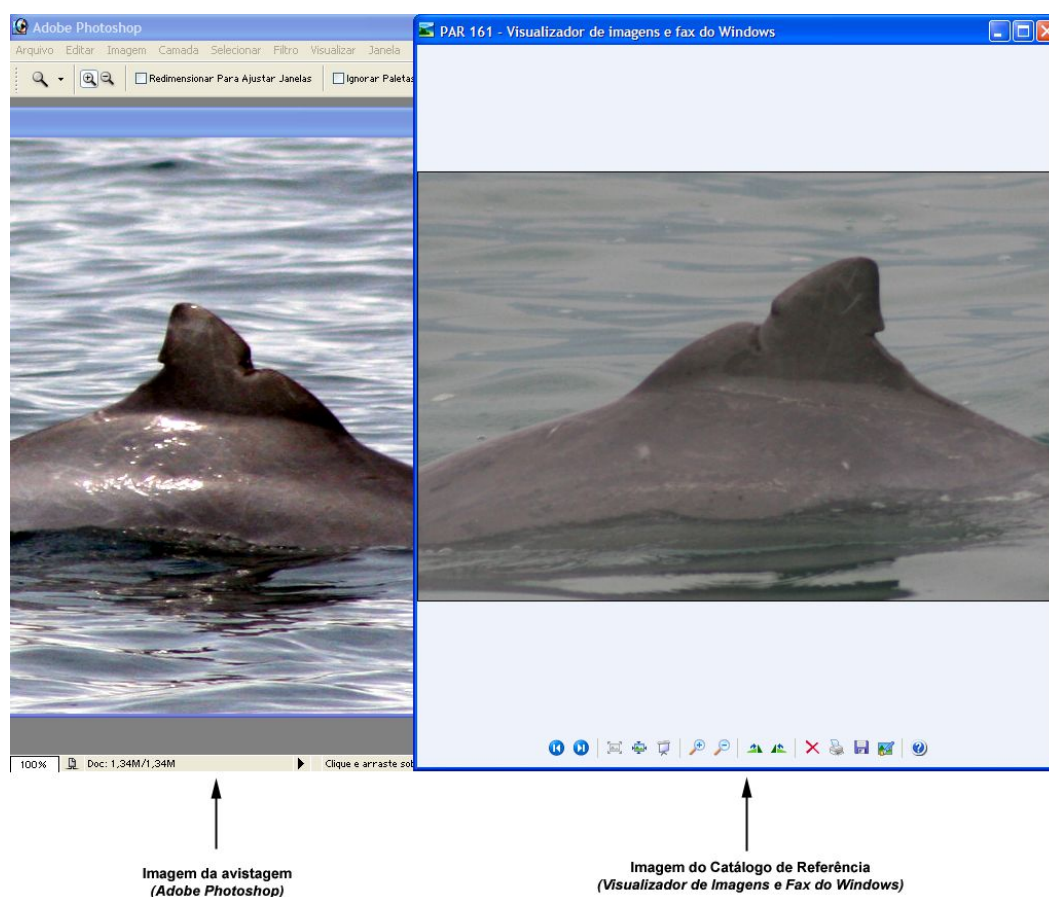 Adobe Photoshop
Arquivo Editar Imagem Camada Selecionar Filtro Visualizar Janela
Redimensionar Para Ajustar Janelas Ignorar Paletas
PAR 161 - Visualizador de imagens e fax do Windows
100% Doc: 1,34M/1,34M Clique e arraste
Imagem da avistagem
(Adobe Photoshop)
Imagem do Catálogo de Referência
(Visualizador de Imagens e Fax do Windows)